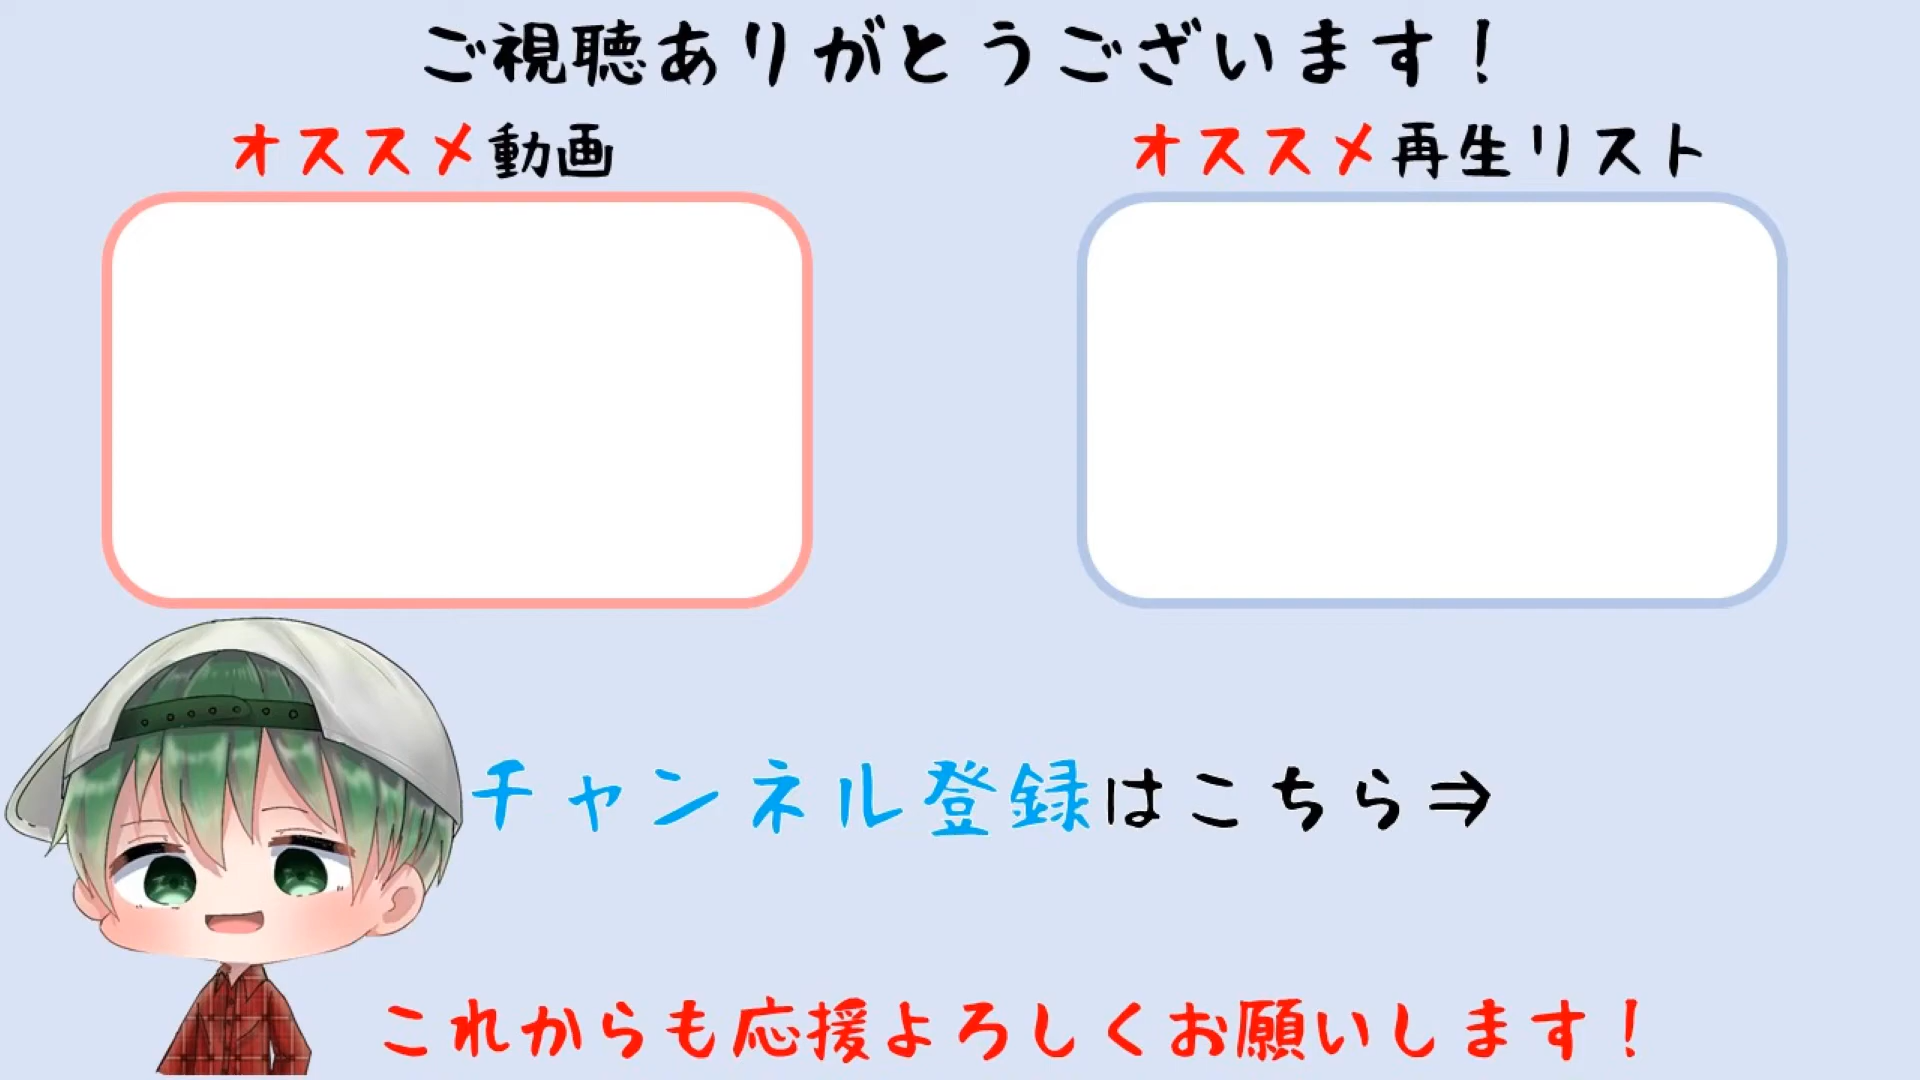 ご視聴ありがとうございます！
オススメ動画
オススメ再生リスト
チャンネル登録はこちら⇒
これからも応援よろしくお願いします！